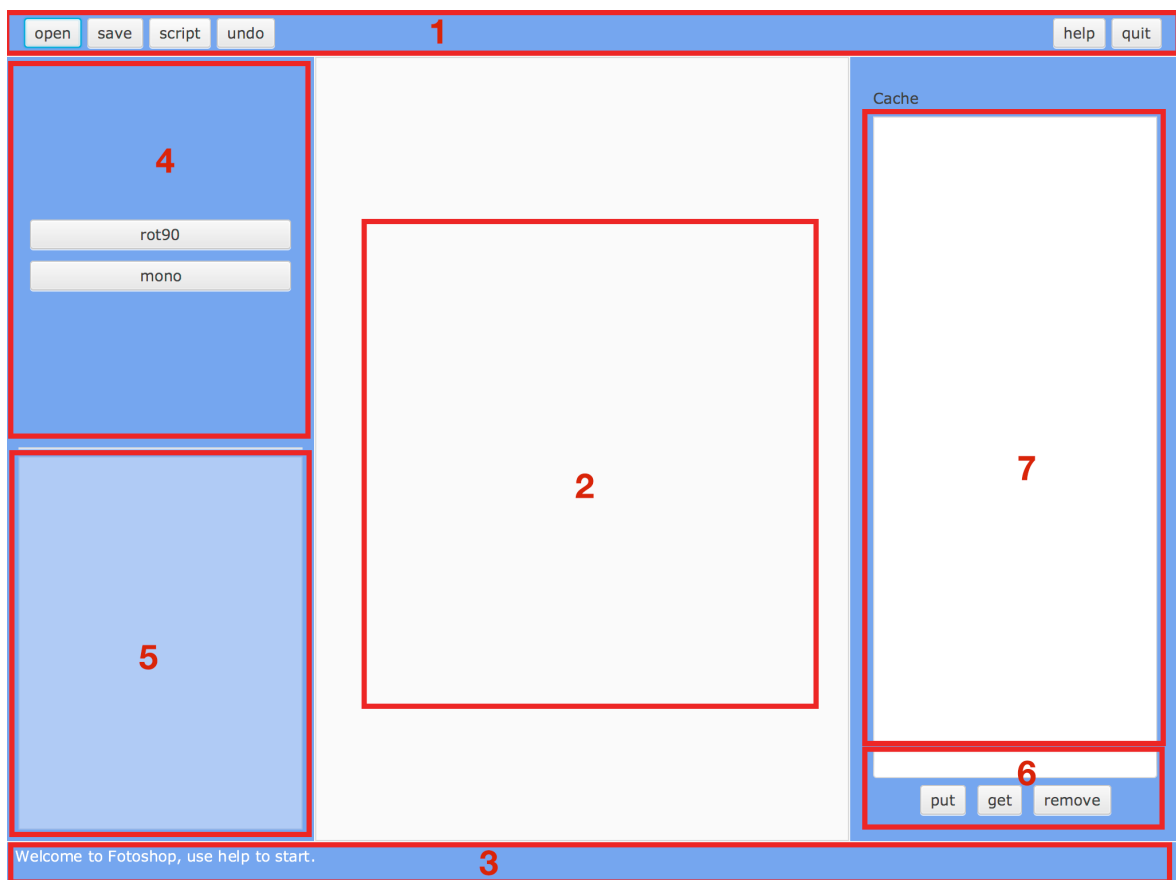 open save script undo 1 help quit
Cache
4
rot90
mono
7
2
5
6
put get remove
Welcome to Fotoshop, use help to start. 3